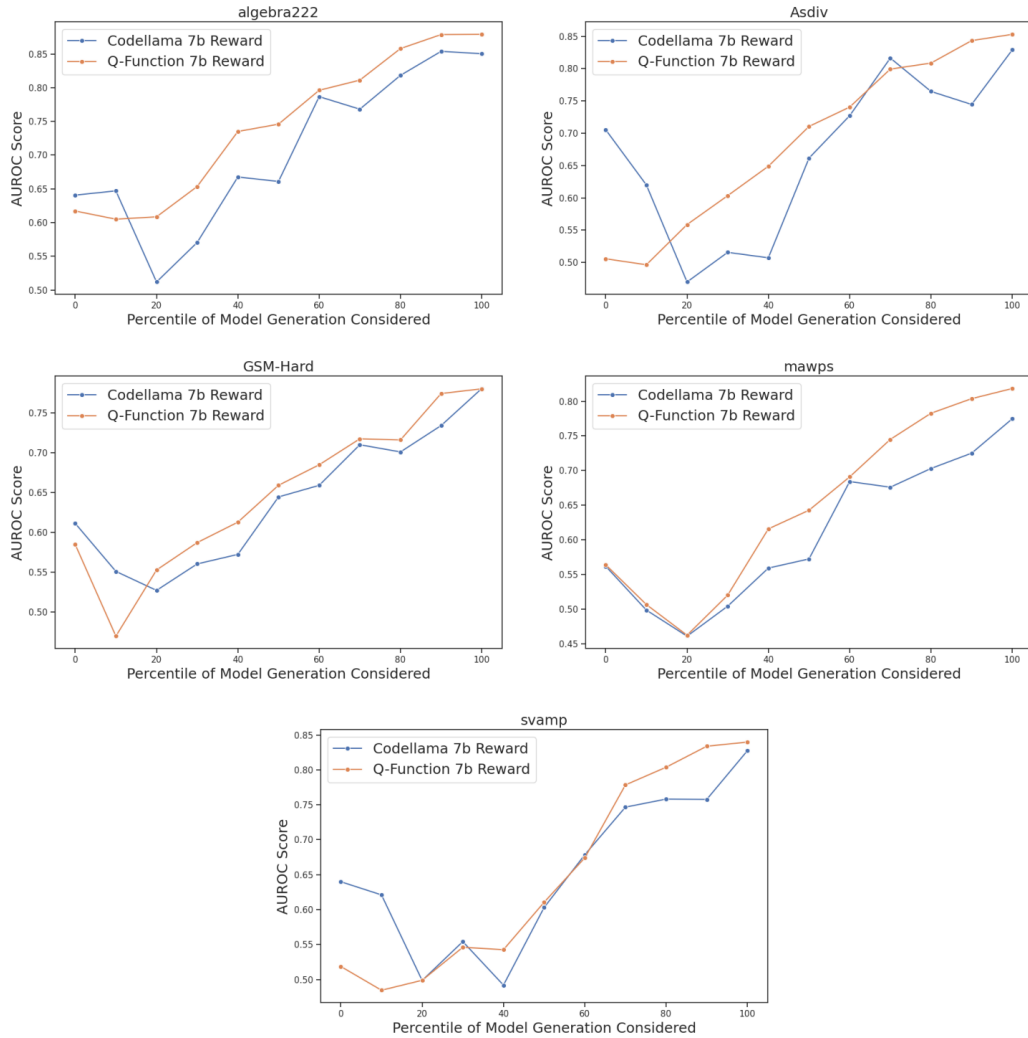 algebra222
Codellama 7b Reward
Q-Function 7b Reward
AUROC Score
0.85
0.80
0.75
0.70
0.65
0.60
0.55
0.50
0 20 40 60 80 100
Percentile of Model Generation Considered
Asdiv
Codellama 7b Reward
Q-Function 7b Reward
AUROC Score
0.85
0.80
0.75
0.70
0.65
0.60
0.55
0.50
0 20 40 60 80 100
Percentile of Model Generation Considered
GSM-Hard
Codellama 7b Reward
Q-Function 7b Reward
AUROC Score
0.75
0.70
0.65
0.60
0.55
0.50
0 20 40 60 80 100
Percentile of Model Generation Considered
mawps
Codellama 7b Reward
Q-Function 7b Reward
AUROC Score
0.80
0.75
0.70
0.65
0.60
0.55
0.50
0.45
0 20 40 60 80 100
Percentile of Model Generation Considered
svamp
Codellama 7b Reward
Q-Function 7b Reward
AUROC Score
0.85
0.80
0.75
0.70
0.65
0.60
0.55
0.50
0 20 40 60 80 100
Percentile of Model Generation Considered